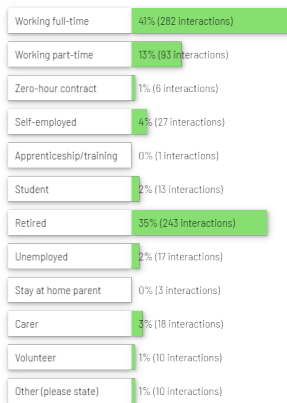 Working full-time 41% (282 interactions)
Working part-time 13% (93 interactions)
Zero-hour contract 1% (6 interactions)
Self-employed 4% (27 interactions)
Apprenticeship/training 0% (1 interactions)
Student 2% (13 interactions)
Retired 35% (243 interactions)
Unemployed 2% (17 interactions)
Stay at home parent 0% (3 interactions)
Carer 3% (18 interactions)
Volunteer 1% (10 interactions)
Other (please state) 1% (10 interactions)